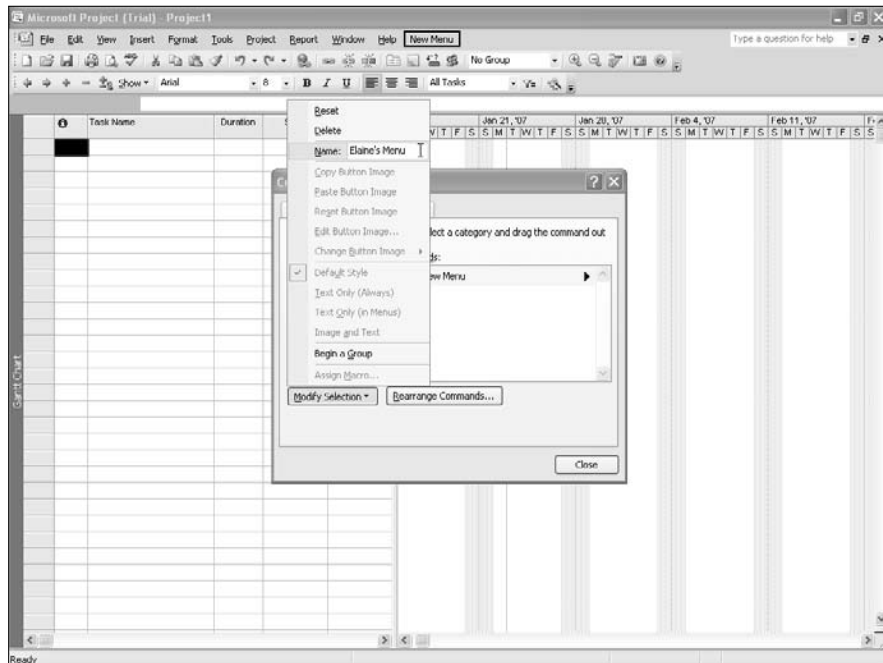 Microsoft Project (Trial) - Project1
File Edit View Insert Format Tools Project Report Window Help New Menu
Type a question for help
No Group
Show Arial 8 B I U All Tasks
Task Name Duration
Jan 21, '07 Jan 28, '07 Feb 4, '07 Feb 11, '07
W T F S S M T W T F S S M T W T F S S M T W T F S S M T W T F S S
Reset
Delete
Name: Elaine's Menu
Copy Button Image
Paste Button Image
Reset Button Image
Edit Button Image...
Change Button Image
Default Style
Text Only (Always)
Text Only (in Menus)
Image and Text
Begin a Group
Assign Macro...
a category and drag the command out
Menu
Modify Selection
Rearrange Commands...
Close
Gantt Chart
Ready